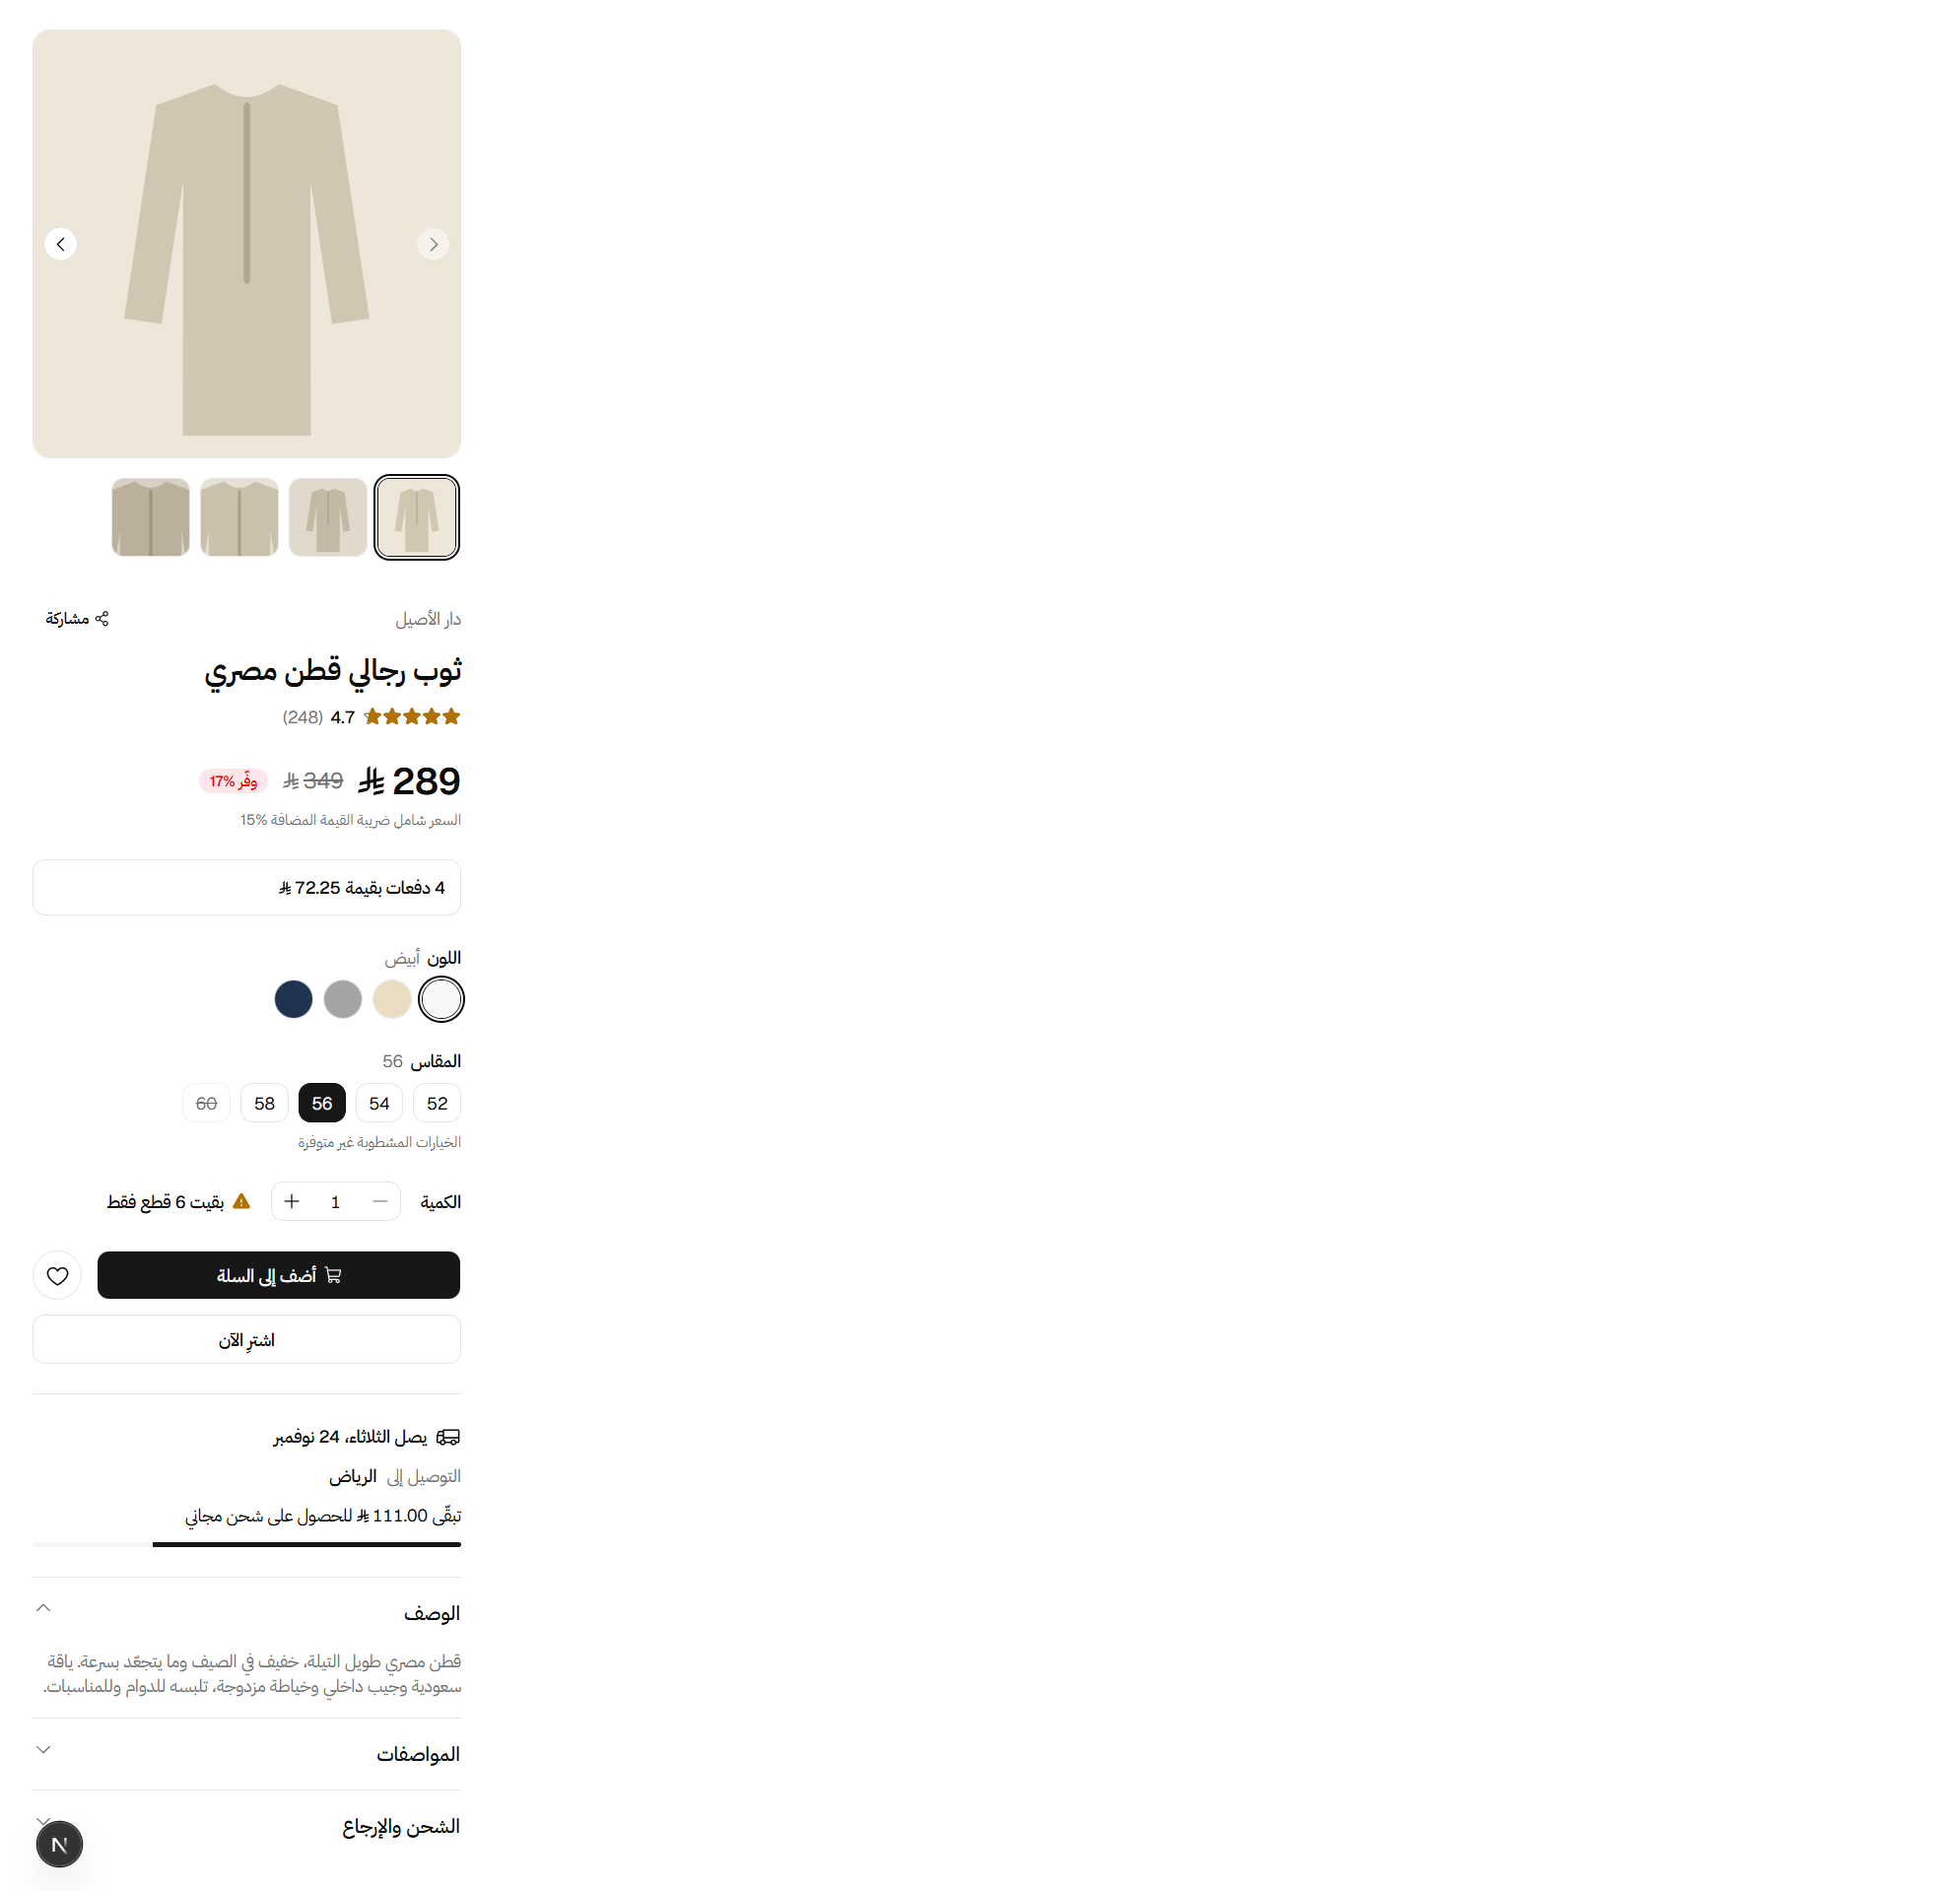 دار الأصيل
مشاركة
ثوب رجالي قطن مصري
4.7 (248)
289 ⃁ 349 ⃁ وفّر 17%
السعر شامل ضريبة القيمة المضافة 15%
4 دفعات بقيمة 72.25 ⃁
اللون أبيض
المقاس 56
52 54 56 58 60
الخيارات المشطوبة غير متوفرة
الكمية 1 بقيت 6 قطع فقط
أضف إلى السلة
اشترِ الآن
يصل الثلاثاء، 24 نوفمبر
التوصيل إلى الرياض
تبقّى 111.00 ⃁ للحصول على شحن مجاني
الوصف
قطن مصري طويل التيلة، خفيف في الصيف وما يتجعّد بسرعة. ياقة
سعودية وجيب داخلي وخياطة مزدوجة، تلبسه للدوام وللمناسبات.
المواصفات
الشحن والإرجاع
N